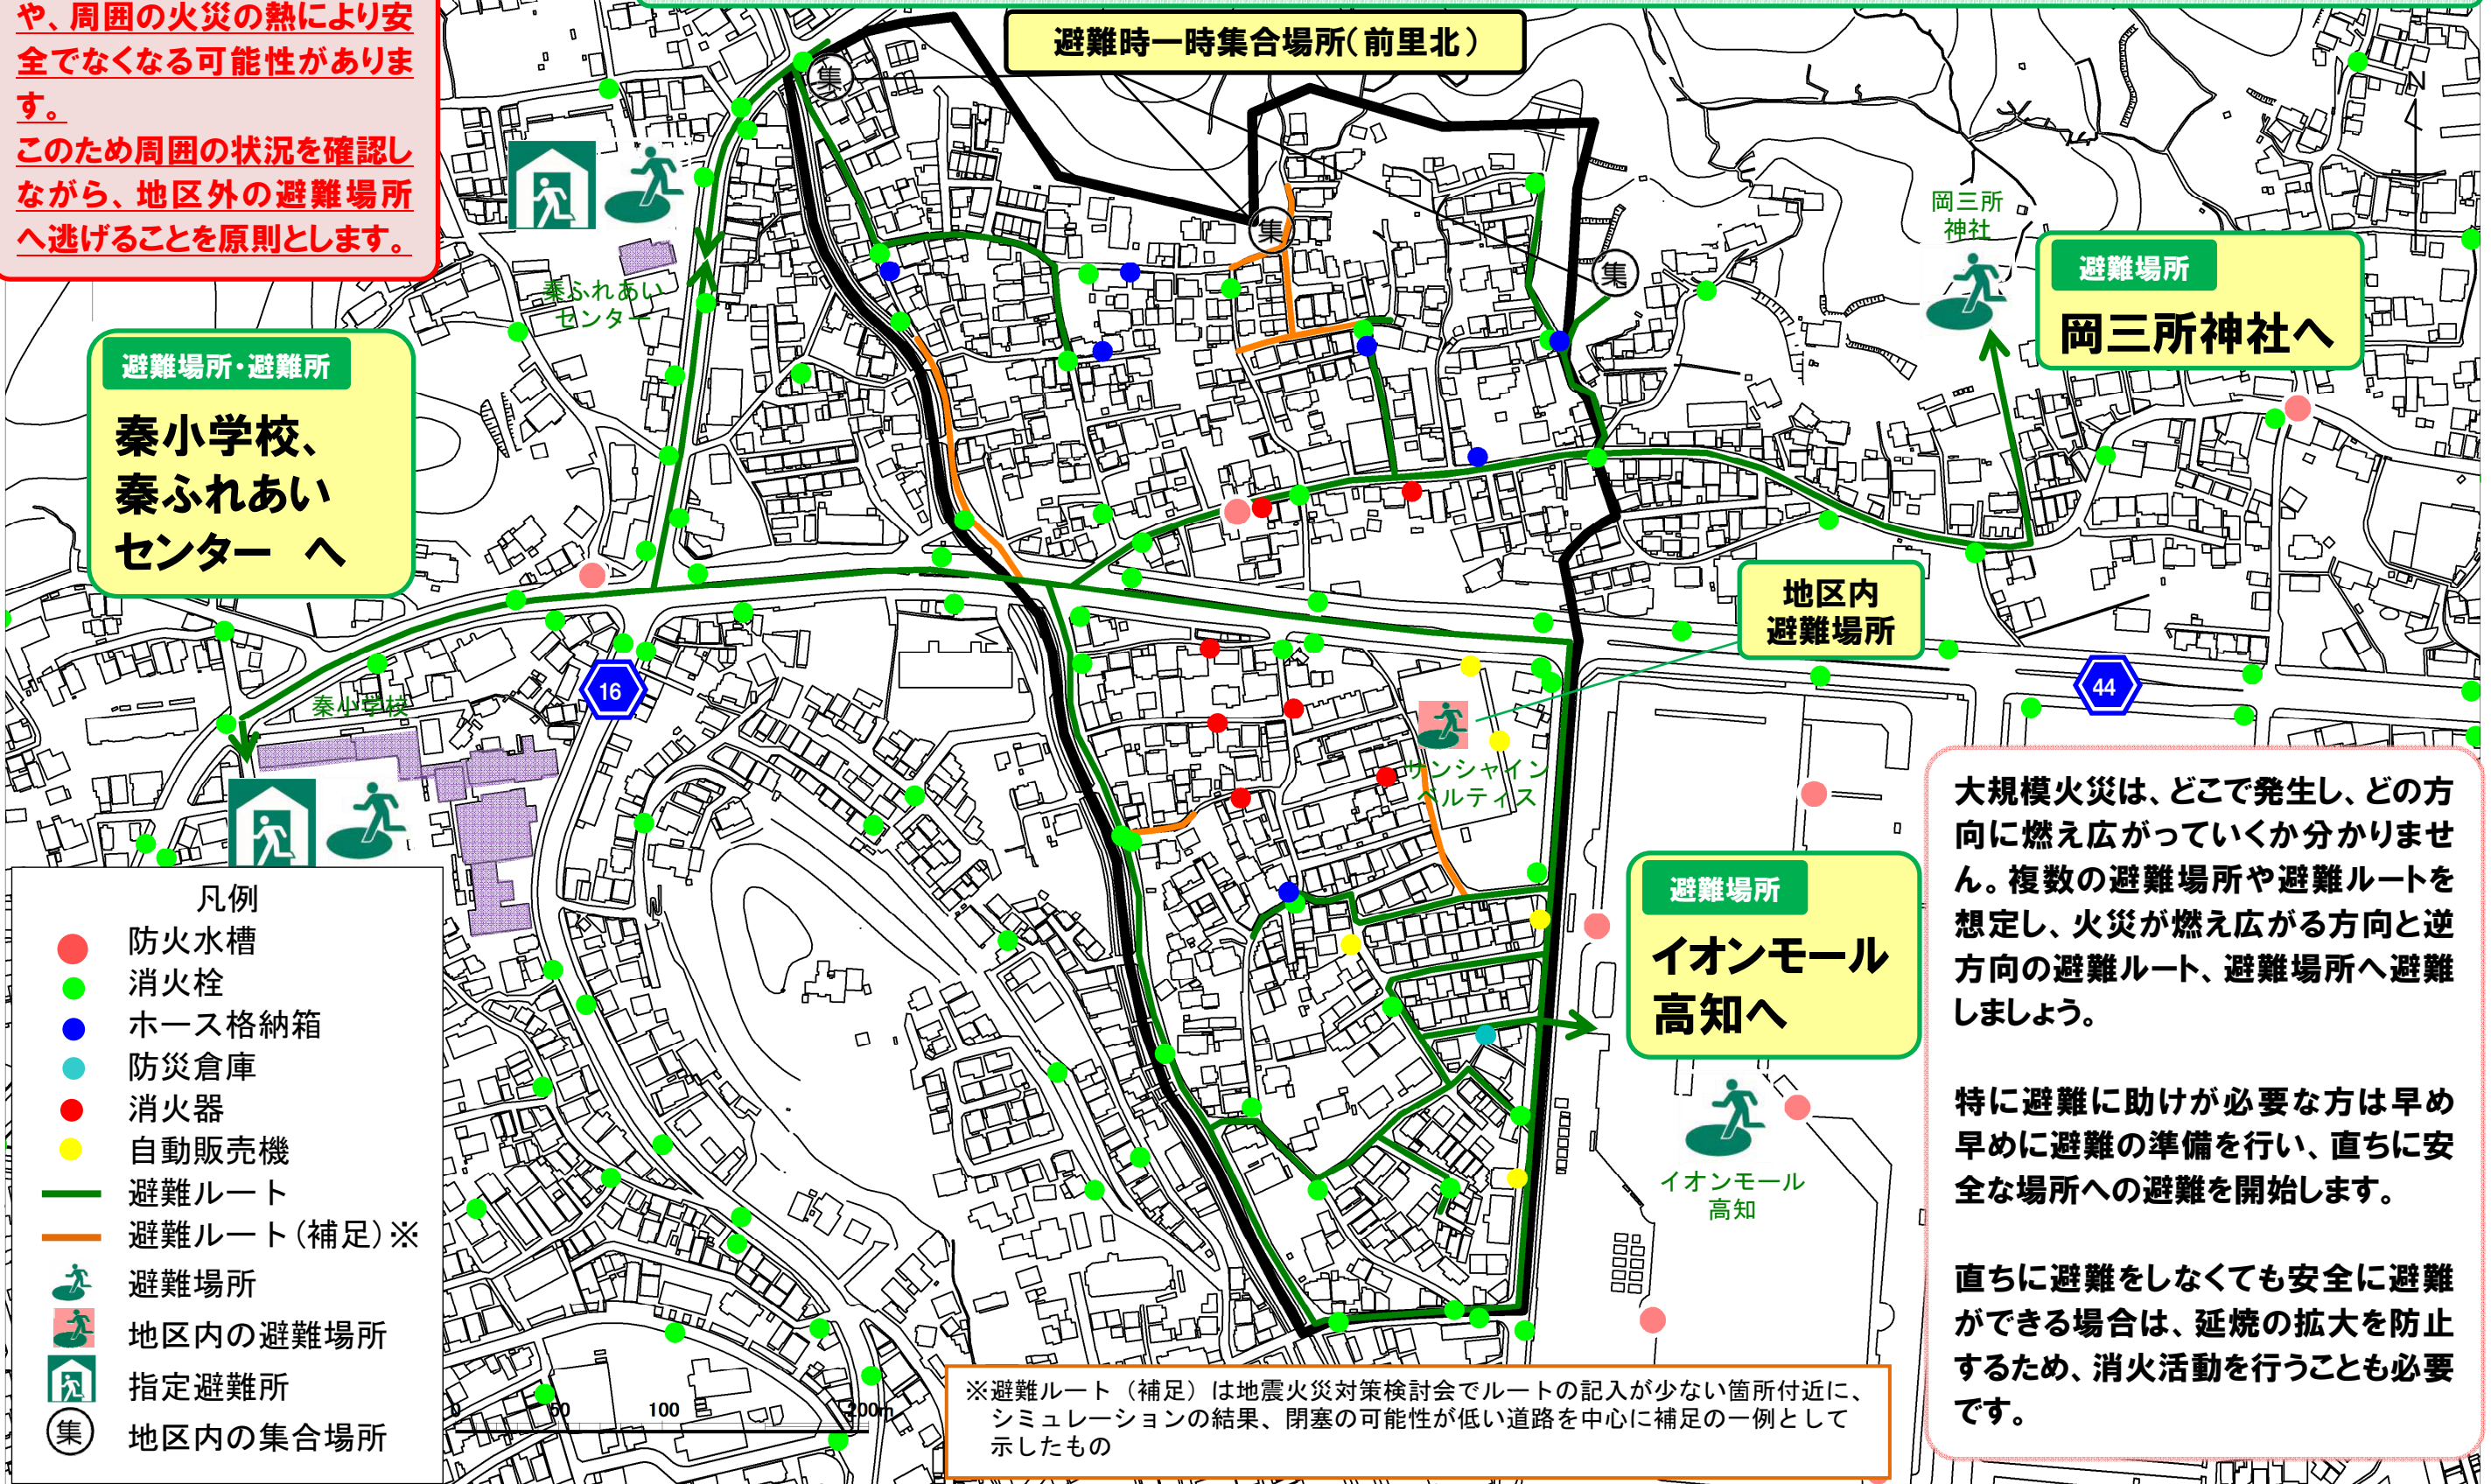 や、周囲の火災の熱により安
全でなくなる可能性がありま
す。
このため周囲の状況を確認し
ながら、地区外の避難場所
へ逃げることを原則とします。
避難時一時集合場所(前里北)
集
集
集
N
岡三所
神社
避難場所
岡三所神社へ
秦ふれあい
センター
避難場所・避難所
秦小学校、
秦ふれあい
センター へ
地区内
避難場所
16
44
秦小学校
サンシャイン
ベルティス
避難場所
イオンモール
高知へ
イオンモール
高知
大規模火災は、どこで発生し、どの方
向に燃え広がっていくか分かりませ
ん。複数の避難場所や避難ルートを
想定し、火災が燃え広がる方向と逆
方向の避難ルート、避難場所へ避難
しましょう。
特に避難に助けが必要な方は早め
早めに避難の準備を行い、直ちに安
全な場所への避難を開始します。
直ちに避難をしなくても安全に避難
ができる場合は、延焼の拡大を防止
するため、消火活動を行うことも必要
です。
凡例
防火水槽
消火栓
ホース格納箱
防災倉庫
消火器
自動販売機
避難ルート
避難ルート(補足)※
避難場所
地区内の避難場所
指定避難所
集 地区内の集合場所
0 50 100 200m
※避難ルート(補足)は地震火災対策検討会でルートの記入が少ない箇所付近に、
シミュレーションの結果、閉塞の可能性が低い道路を中心に補足の一例として
示したもの